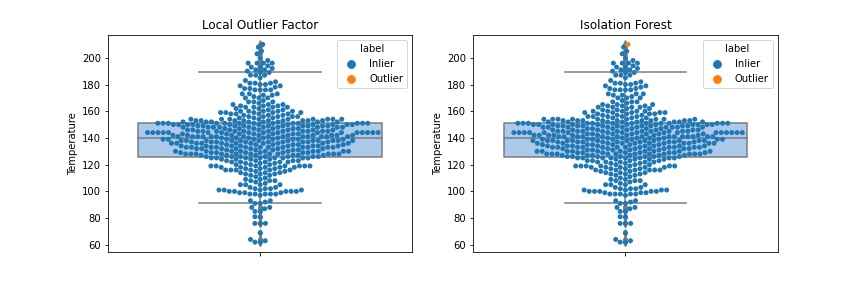 Local Outlier Factor
Temperature
200
180
160
140
120
100
80
60
label
Inlier
Outlier
Isolation Forest
Temperature
200
180
160
140
120
100
80
60
label
Inlier
Outlier